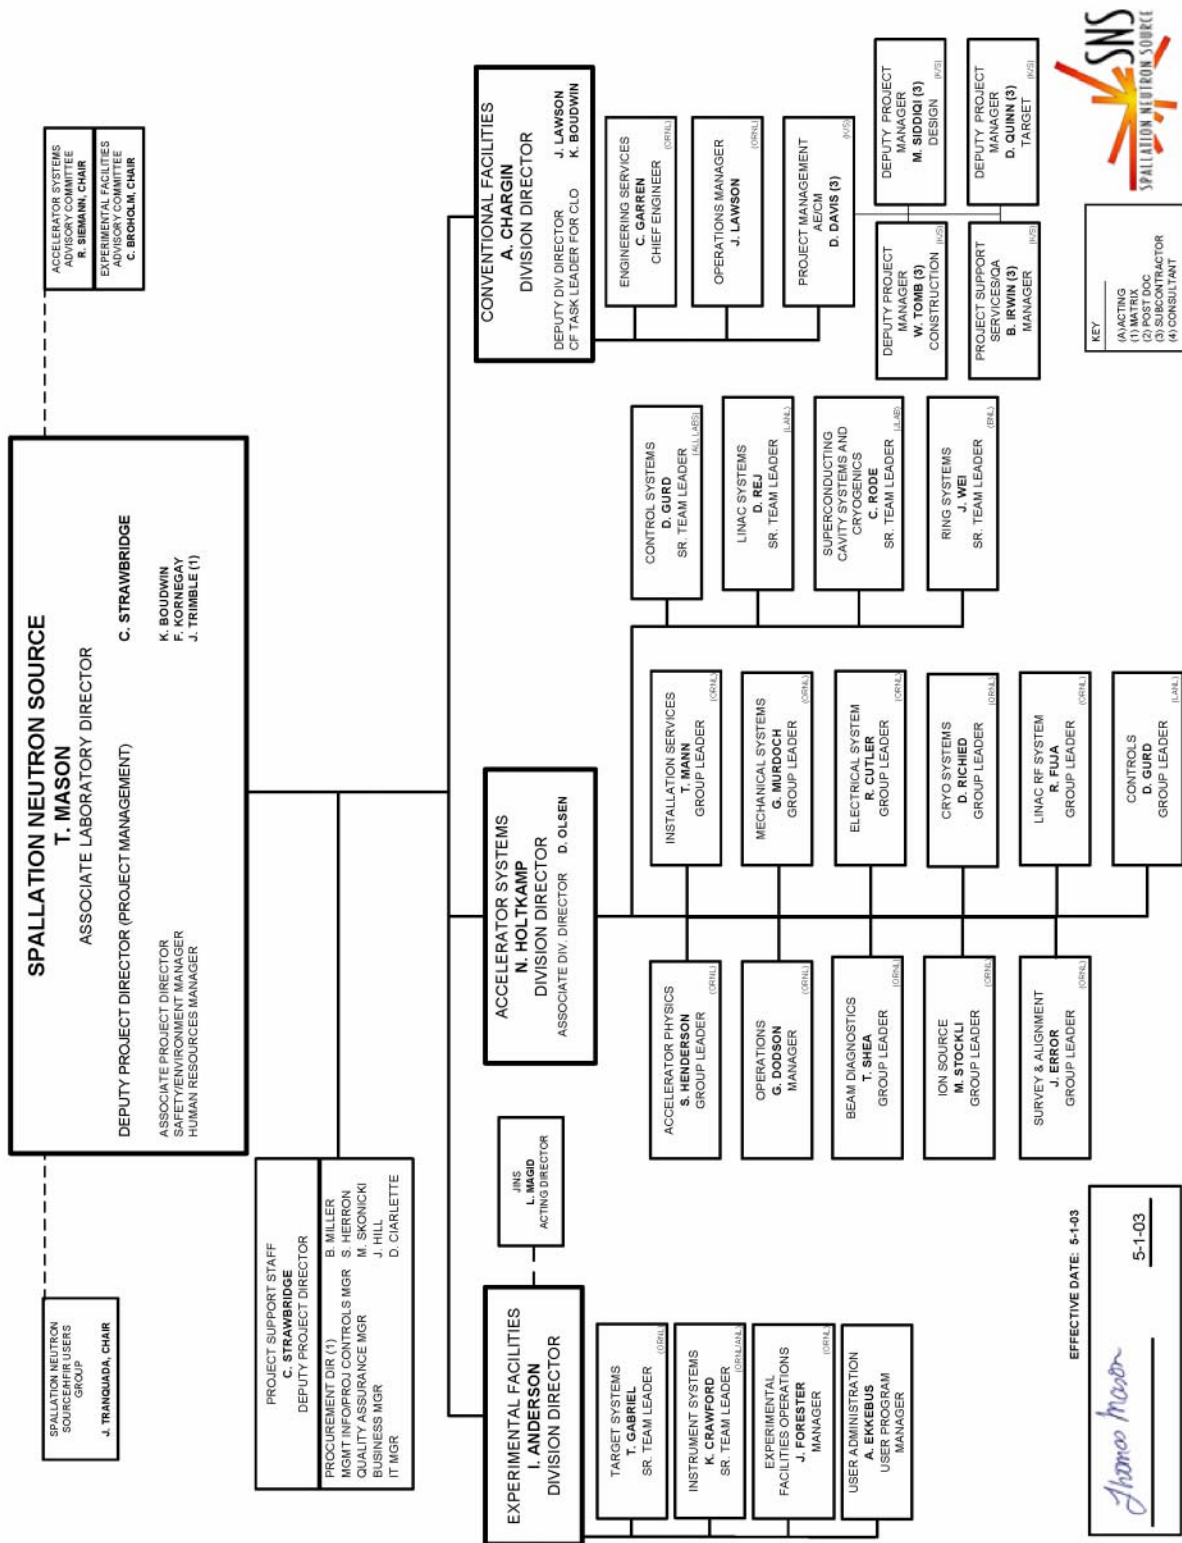 SPALLATION NEUTRON SOURCE
T. MASON
ASSOCIATE LABORATORY DIRECTOR
DEPUTY PROJECT DIRECTOR (PROJECT MANAGEMENT) C. STRAWBRIDGE
ASSOCIATE PROJECT DIRECTOR K. BOUDWIN
SAFETY/ENVIRONMENT MANAGER F. KORNEGAY
HUMAN RESOURCES MANAGER J. TRIMBLE (1)
SPALLATION NEUTRON
SOURCE/HFIR USERS
GROUP
J. TRANQUADA, CHAIR
ACCELERATOR SYSTEMS
ADVISORY COMMITTEE
R. SIEMANN, CHAIR
EXPERIMENTAL FACILITIES
ADVISORY COMMITTEE
C. BROHOLM, CHAIR
PROJECT SUPPORT STAFF
C. STRAWBRIDGE
DEPUTY PROJECT DIRECTOR
PROCUREMENT DIR (1) B. MILLER
MGMT INFO/PROJ CONTROLS MGR S. HERRON
QUALITY ASSURANCE MGR M. SKONICKI
BUSINESS MGR J. HILL
IT MGR D. CIARLETTE
EXPERIMENTAL FACILITIES
I. ANDERSON
DIVISION DIRECTOR
JINS
L. MAGID
ACTING DIRECTOR
TARGET SYSTEMS
T. GABRIEL
SR. TEAM LEADER
(ORNL)
INSTRUMENT SYSTEMS
K. CRAWFORD
SR. TEAM LEADER
(ORNL/ANL)
EXPERIMENTAL
FACILITIES OPERATIONS
J. FORESTER
MANAGER
(ORNL)
USER ADMINISTRATION
A. EKKEBUS
USER PROGRAM
MANAGER
ACCELERATOR SYSTEMS
N. HOLTKAMP
DIVISION DIRECTOR
ASSOCIATE DIV. DIRECTOR D. OLSEN
ACCELERATOR PHYSICS
S. HENDERSON
GROUP LEADER
(ORNL)
OPERATIONS
G. DODSON
MANAGER
(ORNL)
BEAM DIAGNOSTICS
T. SHEA
GROUP LEADER
(ORNL)
ION SOURCE
M. STOCKLI
GROUP LEADER
(ORNL)
SURVEY & ALIGNMENT
J. ERROR
GROUP LEADER
(ORNL)
INSTALLATION SERVICES
T. MANN
GROUP LEADER
(ORNL)
MECHANICAL SYSTEMS
G. MURDOCH
GROUP LEADER
(ORNL)
ELECTRICAL SYSTEM
R. CUTLER
GROUP LEADER
(ORNL)
CRYO SYSTEMS
D. RICHIED
GROUP LEADER
(ORNL)
LINAC RF SYSTEM
R. FUJA
GROUP LEADER
(ORNL)
CONTROLS
D. GURD
GROUP LEADER
(LANL)
CONTROL SYSTEMS
D. GURD
SR. TEAM LEADER
(ALL LABS)
LINAC SYSTEMS
D. REJ
SR. TEAM LEADER
(LANL)
SUPERCONDUCTING
CAVITY SYSTEMS AND
CRYOGENICS
C. RODE
SR. TEAM LEADER
(JLAB)
RING SYSTEMS
J. WEI
SR. TEAM LEADER
(BNL)
CONVENTIONAL FACILITIES
A. CHARGIN
DIVISION DIRECTOR
DEPUTY DIV DIRECTOR J. LAWSON
CF TASK LEADER FOR CLO K. BOUDWIN
ENGINEERING SERVICES
C. GARREN
CHIEF ENGINEER
(ORNL)
OPERATIONS MANAGER
J. LAWSON
(ORNL)
PROJECT MANAGEMENT
AE/CM
D. DAVIS (3)
(K/S)
DEPUTY PROJECT
MANAGER
W. TOMB (3)
CONSTRUCTION
(K/S)
DEPUTY PROJECT
MANAGER
M. SIDDIQI (3)
DESIGN
(K/S)
PROJECT SUPPORT
SERVICES/QA
B. IRWIN (3)
MANAGER
(K/S)
DEPUTY PROJECT
MANAGER
D. QUINN (3)
TARGET
(K/S)
EFFECTIVE DATE: 5-1-03
Thomas Mason 5-1-03
KEY
(A) ACTING
(1) MATRIX
(2) POST DOC
(3) SUBCONTRACTOR
(4) CONSULTANT
SNS
SPALLATION NEUTRON SOURCE